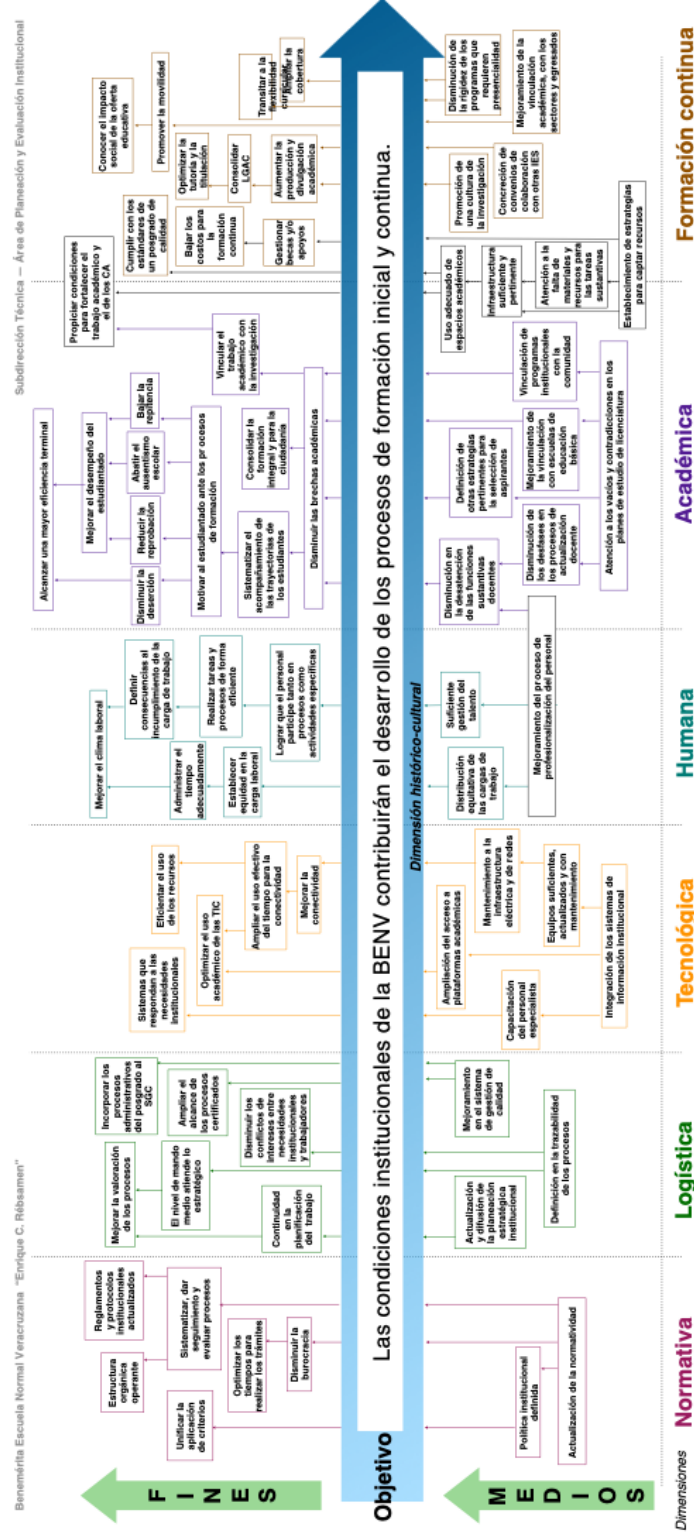 Benemérita Escuela Normal Veracruzana "Enrique C. Rébsamen"
Subdirección Técnica — Área de Planeación y Evaluación Institucional
FINES
Unificar la
aplicación
de criterios
Estructura
orgánica
operante
Reglamentos
y protocolos
institucionales
actualizados
Sistematizar, dar
seguimiento y
evaluar procesos
Optimizar los
tiempos para
realizar los trámites
Disminuir la
burocracia
Mejorar la valoración
de los procesos
Incorporar los
procesos
administrativos
del posgrado al
SGC
El nivel de mando
medio atiende lo
estratégico
Ampliar el
alcance de
los procesos
certificados
Continuidad
en la
planificación
del trabajo
Disminuir los
conflictos de
intereses entre
necesidades
institucionales
y trabajadores
Sistemas que
respondan a las
necesidades
institucionales
Eficientar el uso
de los recursos
Optimizar el uso
académico de las TIC
Ampliar el uso efectivo
del tiempo para la
conectividad
Mejorar la
conectividad
Mejorar el clima laboral
Definir
consecuencias al
incumplimiento de la
carga de trabajo
Administrar el
tiempo
adecuadamente
Realizar tareas y
procesos de forma
eficiente
Establecer
equidad en la
carga laboral
Lograr que el personal
participe tanto en
procesos como
actividades específicas
Alcanzar una mayor eficiencia terminal
Mejorar el desempeño del
estudiantado
Disminuir la
deserción
Reducir la
reprobación
Abatir el
ausentismo
escolar
Bajar la
repitencia
Motivar al estudiantado ante los pr ocesos
de formación
Sistematizar el
acompañamiento de
las trayectorias de
los estudiantes
Consolidar la
formación
integral y para la
ciudadanía
Vincular el
trabajo
académico con
la investigación
Disminuir las brechas académicas
Propiciar condiciones
para fortalecer el
trabajo académico y
el de los CA
Conocer el impacto
social de la oferta
educativa
Cumplir con los
estándares de
un posgrado de
calidad
Promover la movilidad
Bajar los
costos para
la
formación
continua
Optimizar la
tutoría y la
titulación
Consolidar
LGAC
Gestionar
becas y/o
apoyos
Aumentar la
producción y
divulgación
académica
Transitar a la
flexibilidad
curricular
Ampliar la
cobertura
Objetivo Las condiciones institucionales de la BENV contribuirán el desarr ollo de los procesos de formación inicial y continua.
Dimensión histórico-cultural
MEDIOS
Política institucional
definida
Actualización de la normatividad
Actualización
y difusión de
la planeación
estratégica
institucional
Mejoramiento
en el sistema
de gestión de
calidad
Definición en la trazabilidad
de los procesos
Capacitación
del personal
especialista
Ampliación del acceso a
plataformas académicas
Mantenimiento a la
infraestructura
eléctrica y de redes
Equipos suficientes,
actualizados y con
mantenimiento
Integración de los sistemas de
información institucional
Distribución
equitativa de
las cargas de
trabajo
Suficiente
gestión del
talento
Mejoramiento del proceso de
profesionalización del personal
Disminución en
la desatención
de las funciones
sustantivas
docentes
Definición de
otras estrategias
pertinentes para
la selección de
aspirantes
Disminución de
los desfases en
los procesos de
actualización
docente
Mejoramiento de
la vinculación
con escuelas de
educación
básica
Vinculación de
programas
institucionales
con la
comunidad
Atención a los vacíos y contradicciones en los
planes de estudio de licenciatura
Uso adecuado de
espacios académicos
Infraestructura
suficiente y
pertinente
Atención a la
falta de
materiales y
recursos para
las tareas
sustantivas
Establecimiento de estrategias
para captar recursos
Promoción de
una cultura de
la investigación
Concreción de
convenios de
colaboración
con otras IES
Disminución de
la rigidez de los
programas que
requieren
presencialidad
Mejoramiento de la
vinculación
académica, con los
sectores y egresados
Dimensiones
Normativa
Logística
Tecnológica
Humana
Académica
Formación continua